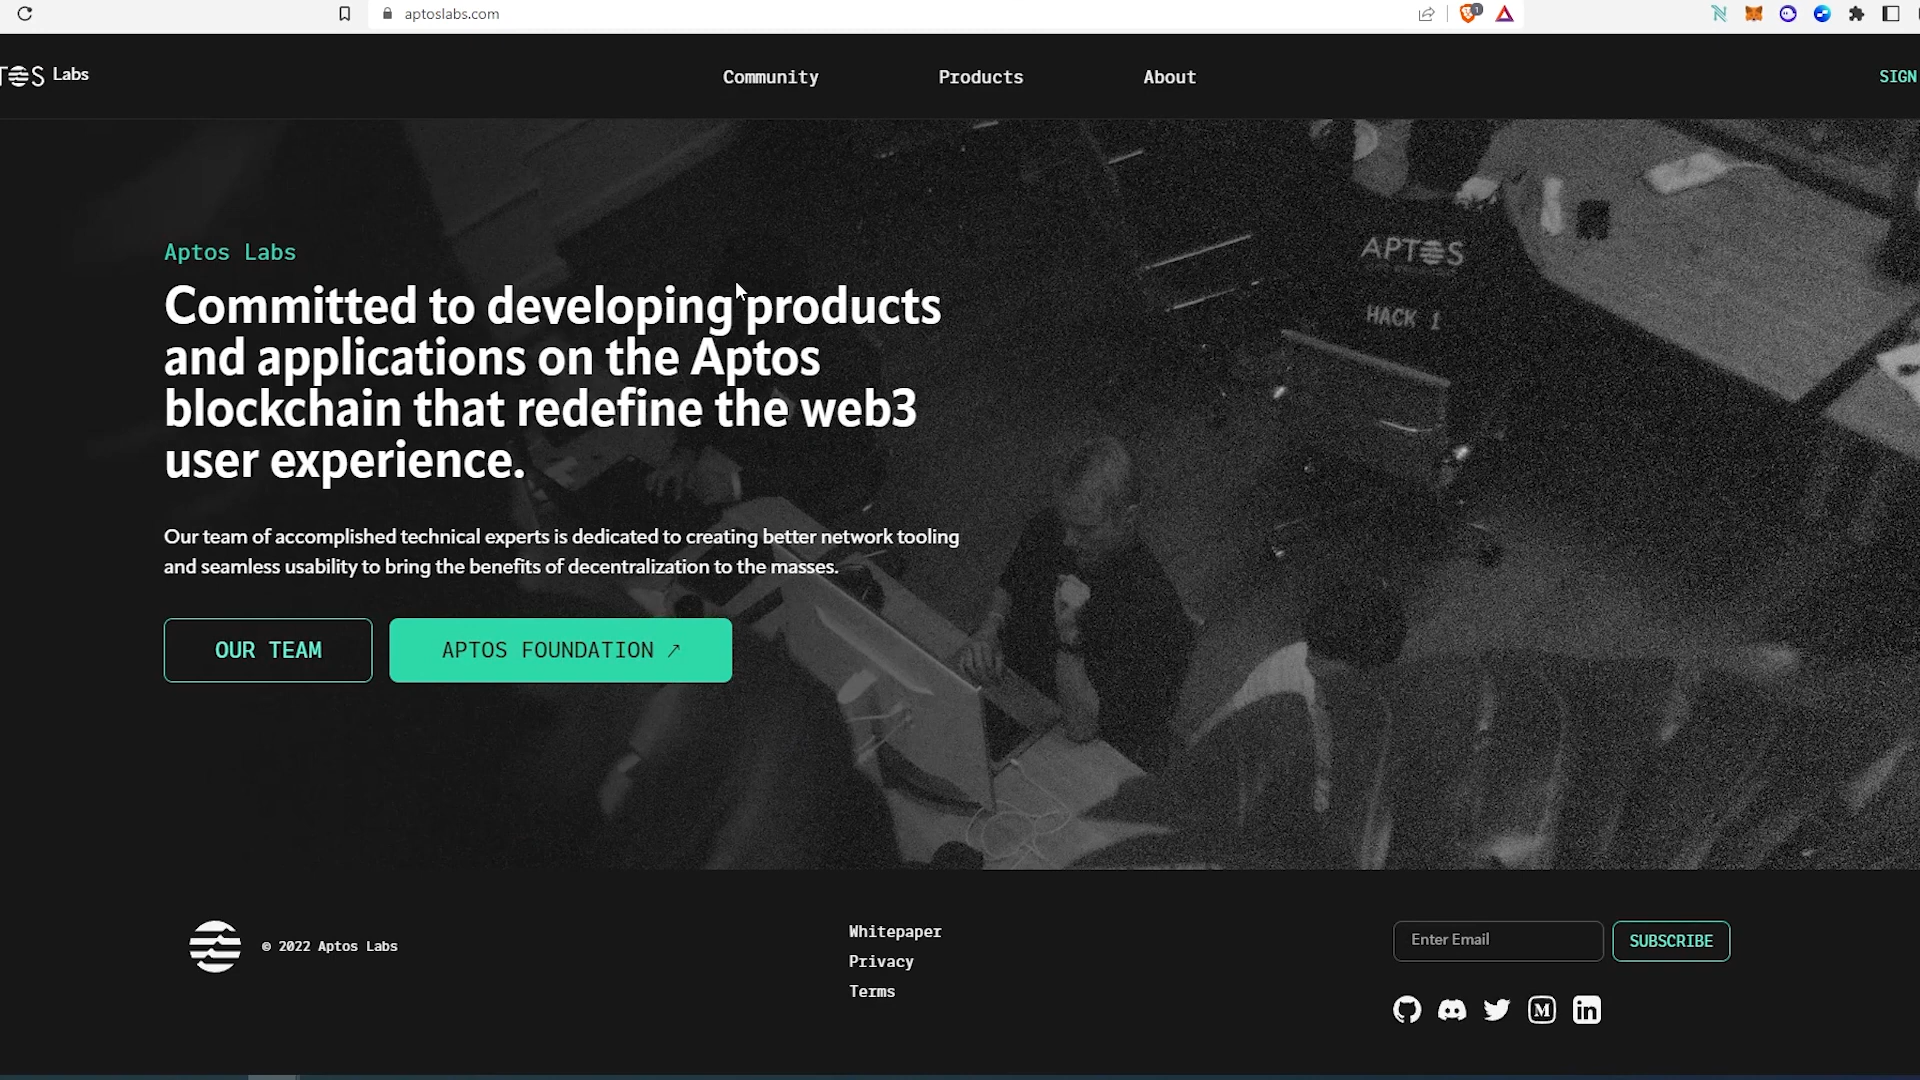 aptoslabs.com
1
TOS Labs
Community
Products
About
SIGN
Aptos Labs
Committed to developing products
and applications on the Aptos
blockchain that redefine the web3
user experience.
Our team of accomplished technical experts is dedicated to creating better network tooling
and seamless usability to bring the benefits of decentralization to the masses.
OUR TEAM
APTOS FOUNDATION ↗
APTOS
HACK 1
© 2022 Aptos Labs
Whitepaper
Privacy
Terms
Enter Email
SUBSCRIBE